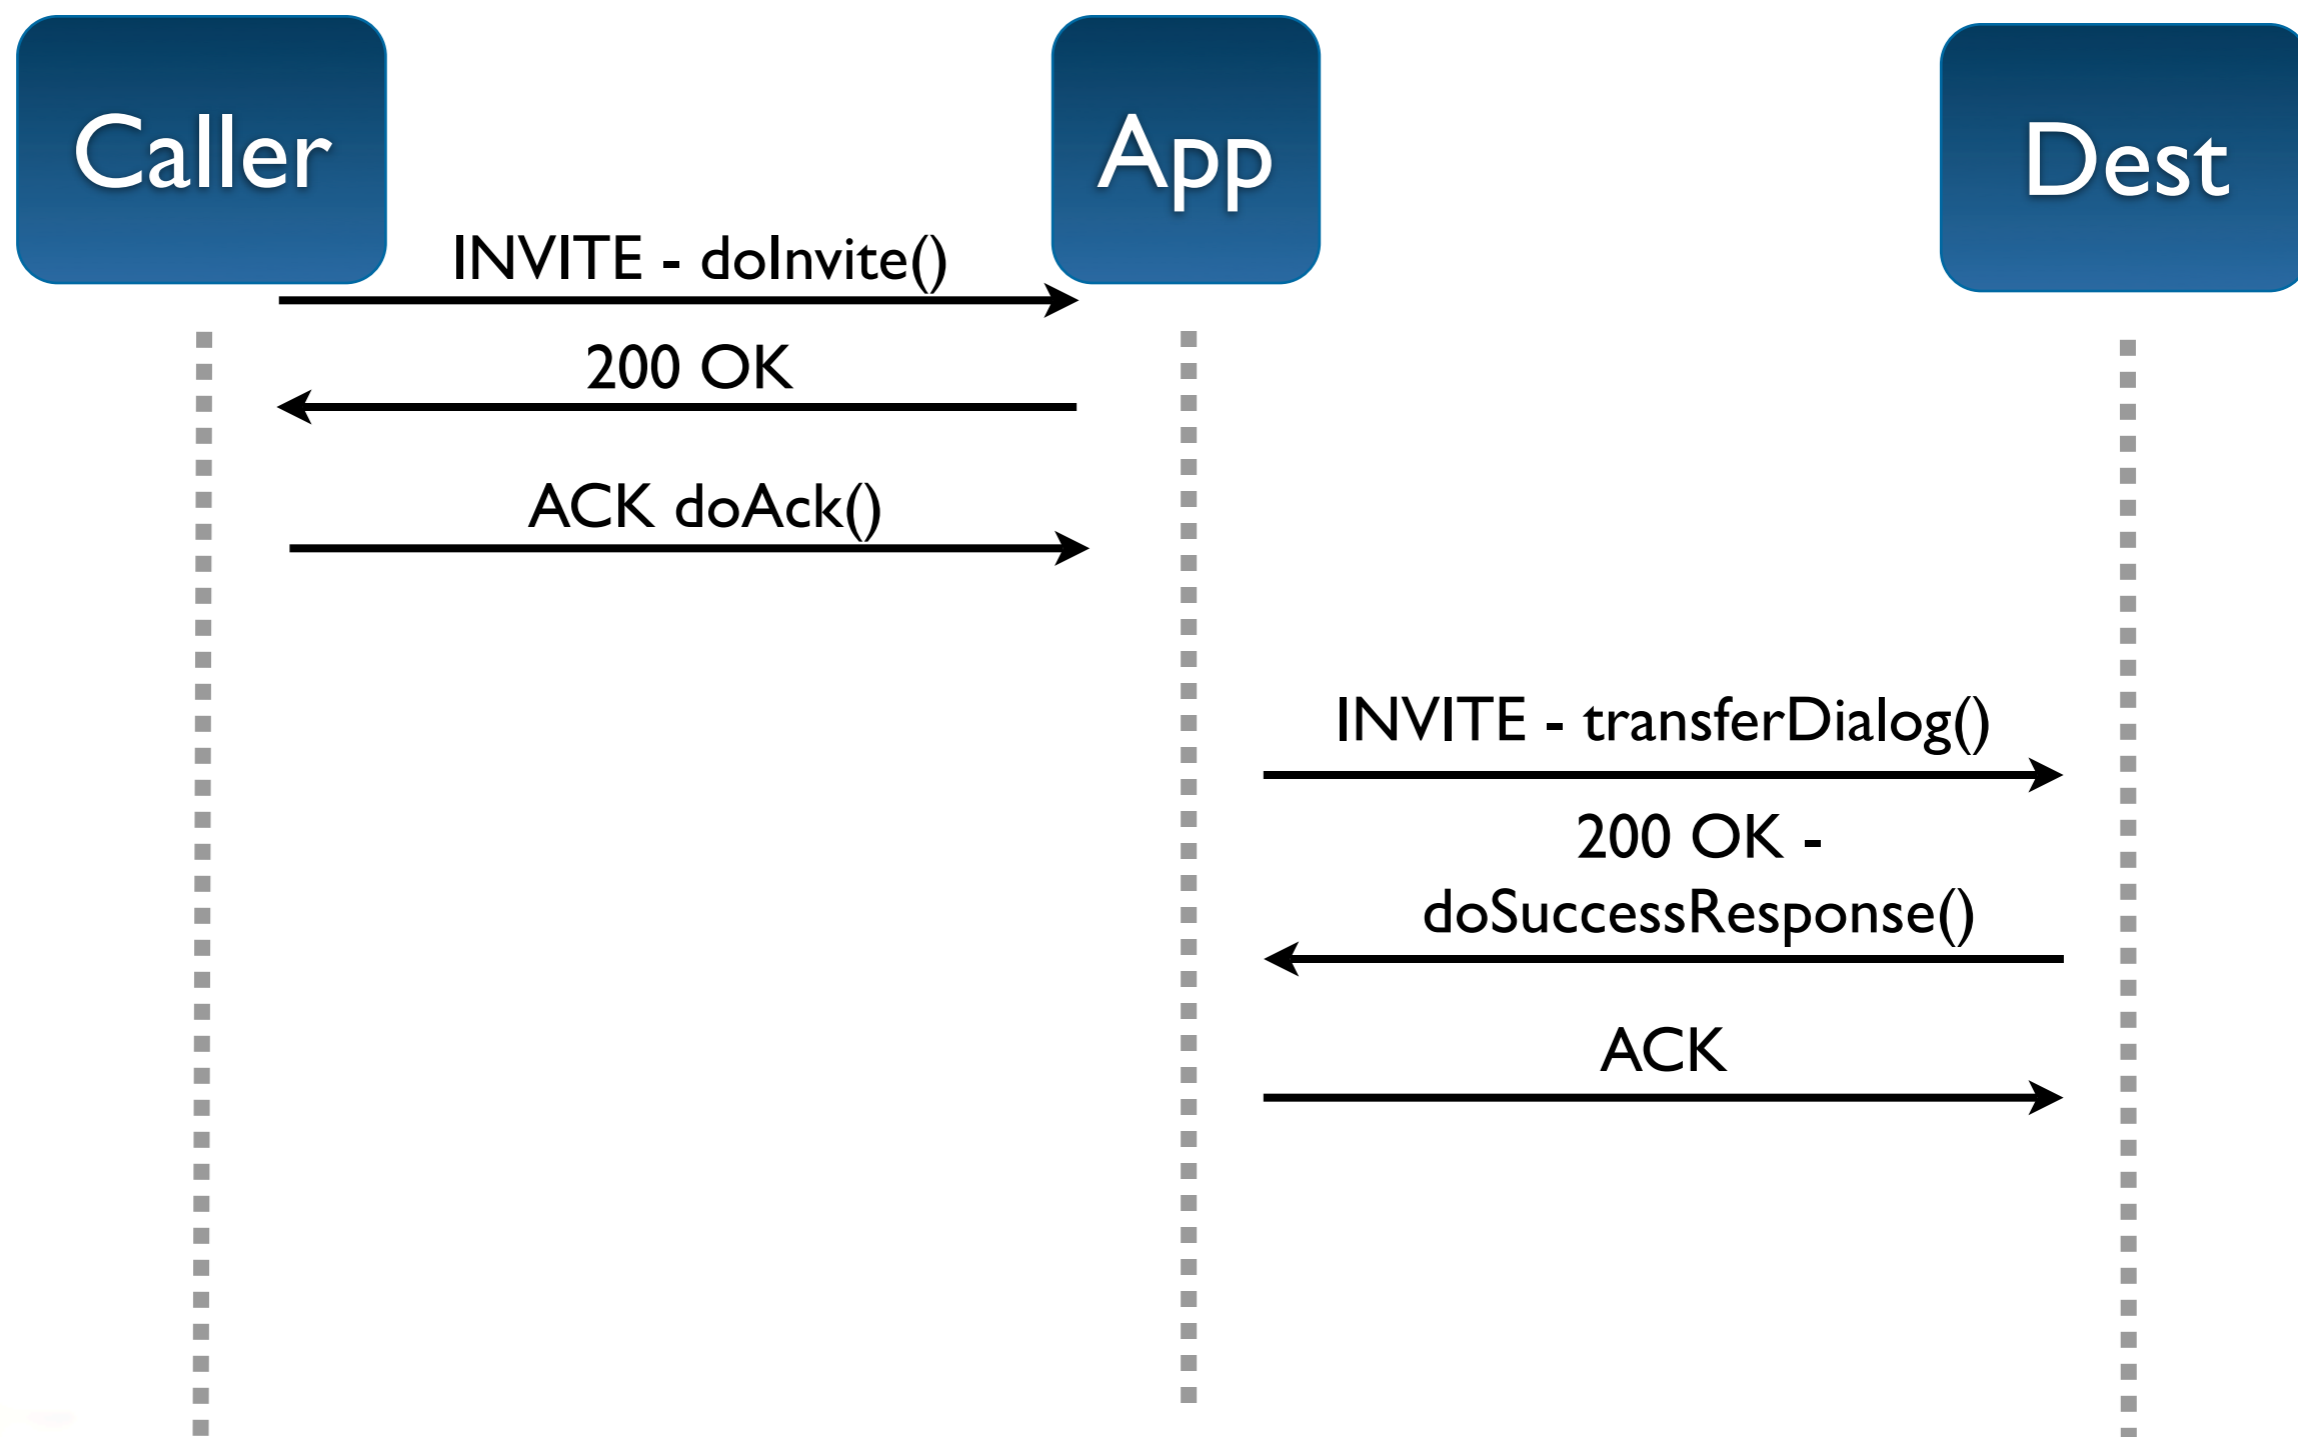 Caller
App
Dest
INVITE - doInvite()
200 OK
ACK doAck()
INVITE - transferDialog()
200 OK -
doSuccessResponse()
ACK